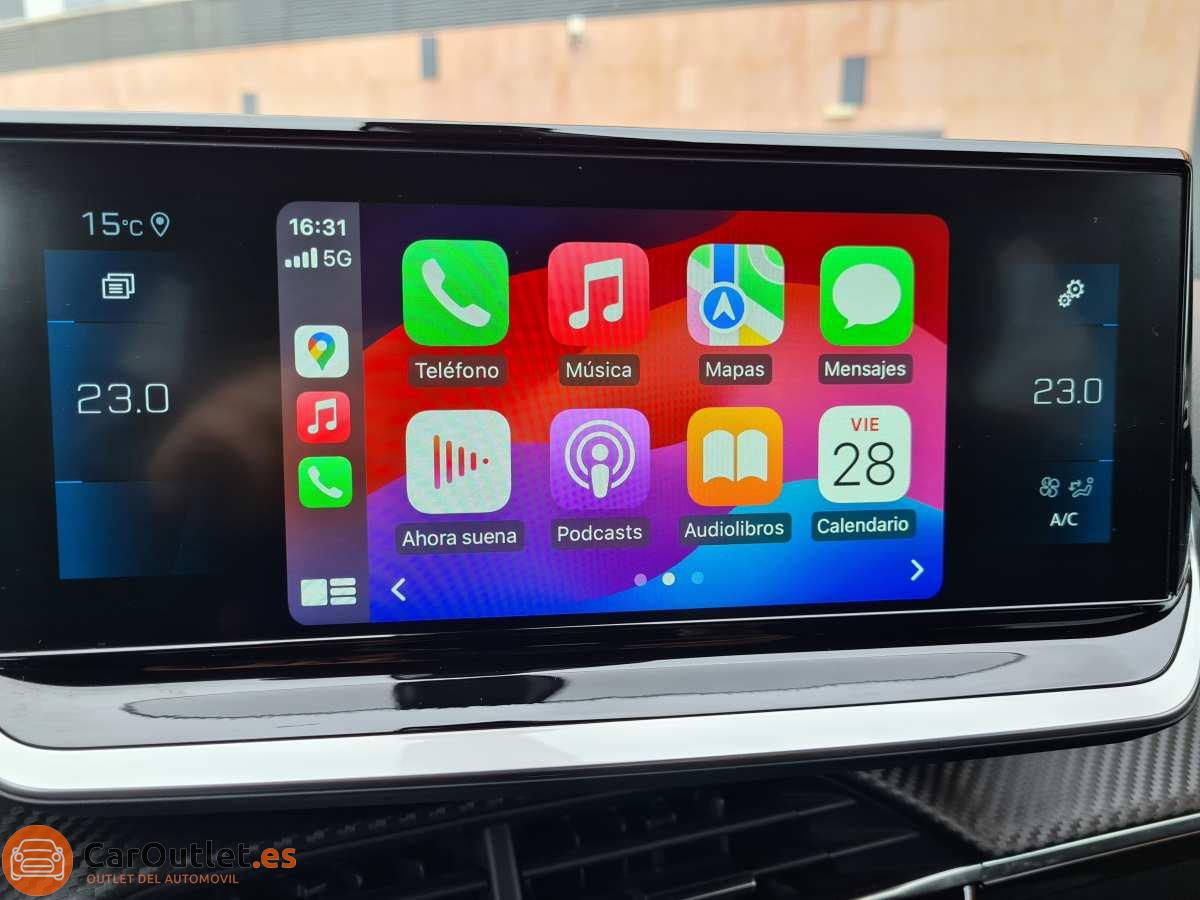 15°C
16:31
5G
23.0
Teléfono
Música
Mapas
Mensajes
23.0
VIE
28
Ahora suena
Podcasts
Audiolibros
Calendario
A/C
CarOutlet.es
OUTLET DEL AUTOMOVIL